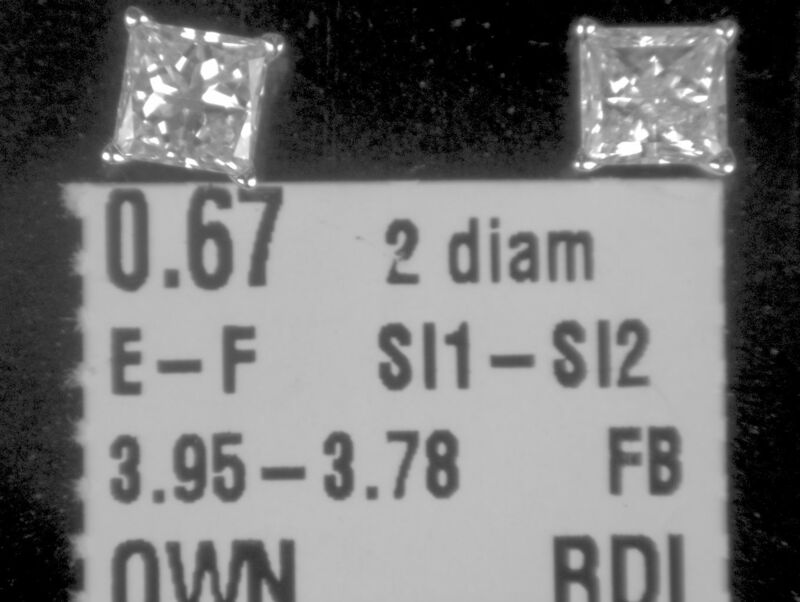 0.67 2 diam
E-F SI1-SI2
3.95-3.78 FB
OWN BDI